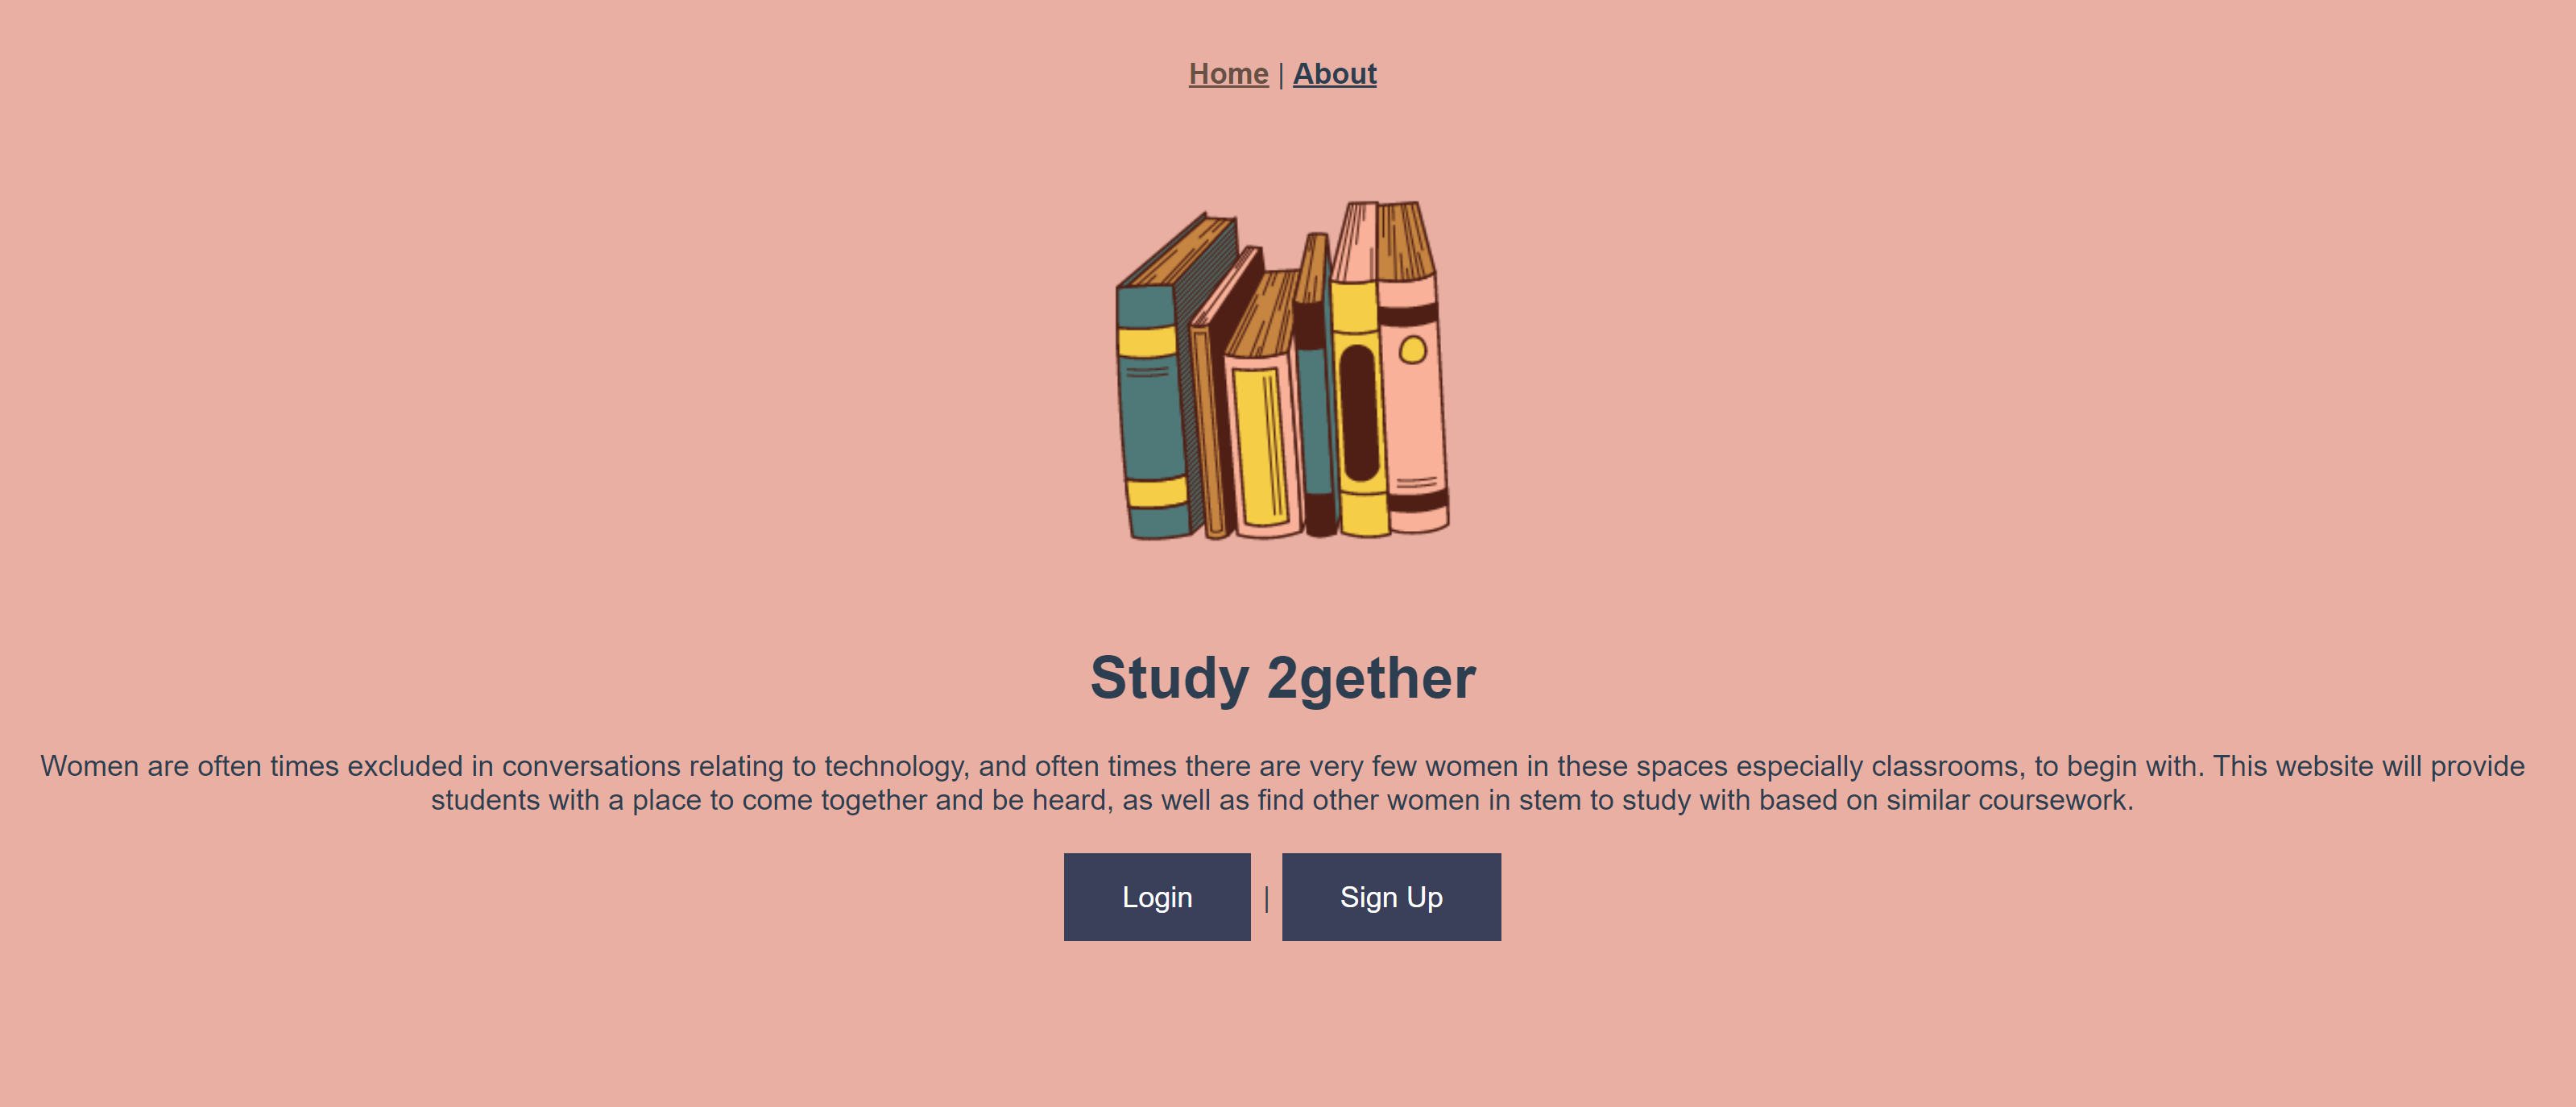 Home | About
Study 2gether
Women are often times excluded in conversations relating to technology, and often times there are very few women in these spaces especially classrooms, to begin with. This website will provide
students with a place to come together and be heard, as well as find other women in stem to study with based on similar coursework.
Login | Sign Up